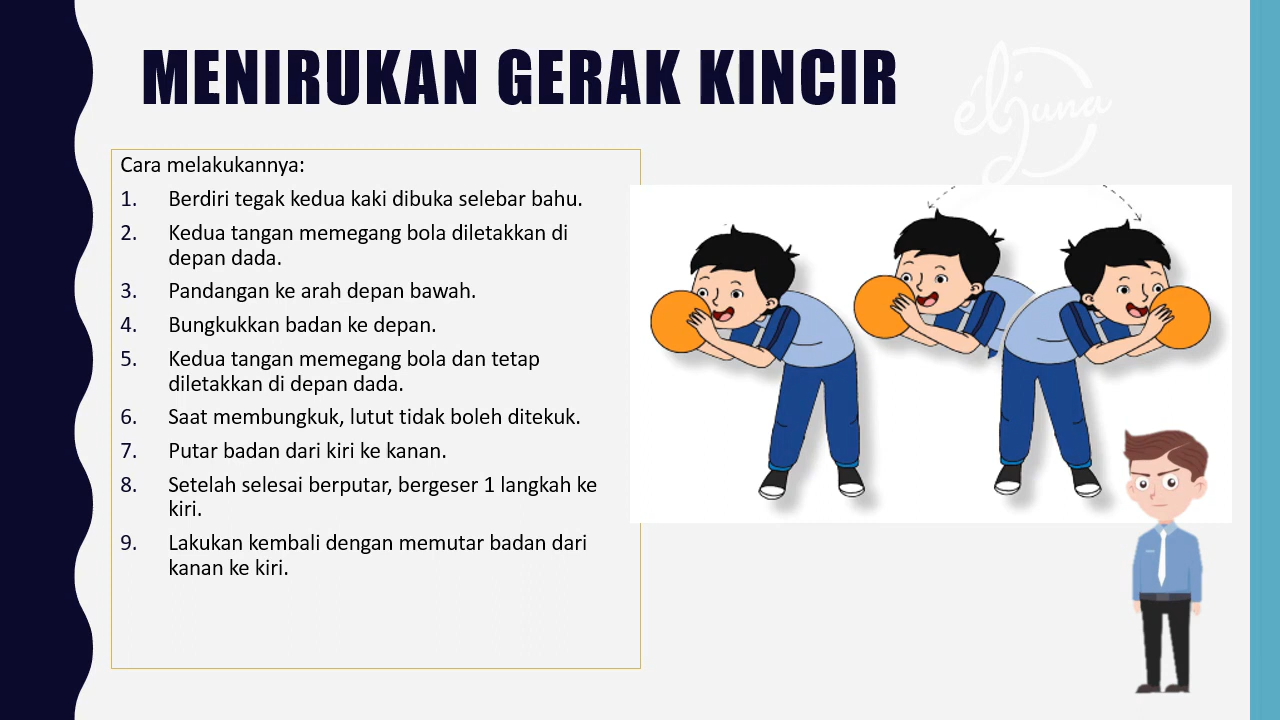 MENIRUKAN GERAK KINCIR
éljuna
Cara melakukannya:
1. Berdiri tegak kedua kaki dibuka selebar bahu.
2. Kedua tangan memegang bola diletakkan di
depan dada.
3. Pandangan ke arah depan bawah.
4. Bungkukkan badan ke depan.
5. Kedua tangan memegang bola dan tetap
diletakkan di depan dada.
6. Saat membungkuk, lutut tidak boleh ditekuk.
7. Putar badan dari kiri ke kanan.
8. Setelah selesai berputar, bergeser 1 langkah ke
kiri.
9. Lakukan kembali dengan memutar badan dari
kanan ke kiri.